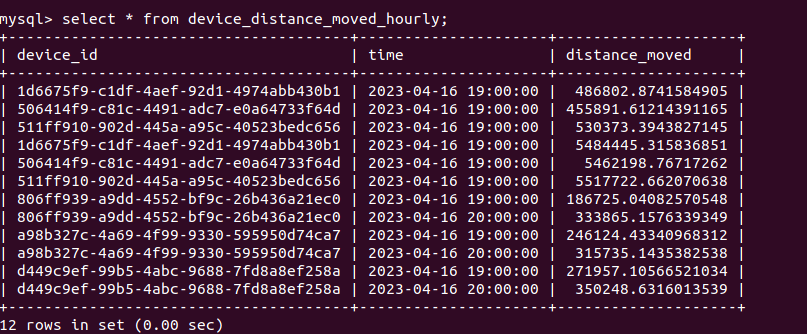 mysql> select * from device_distance_moved_hourly;
+--------------------------------------+---------------------+--------------------+
| device_id | time | distance_moved |
+--------------------------------------+---------------------+--------------------+
| 1d6675f9-c1df-4aef-92d1-4974abb430b1 | 2023-04-16 19:00:00 | 486802.8741584905 |
| 506414f9-c81c-4491-adc7-e0a64733f64d | 2023-04-16 19:00:00 | 455891.61214391165 |
| 511ff910-902d-445a-a95c-40523bedc656 | 2023-04-16 19:00:00 | 530373.3943827145 |
| 1d6675f9-c1df-4aef-92d1-4974abb430b1 | 2023-04-16 19:00:00 | 5484445.315836851 |
| 506414f9-c81c-4491-adc7-e0a64733f64d | 2023-04-16 19:00:00 | 5462198.76717262 |
| 511ff910-902d-445a-a95c-40523bedc656 | 2023-04-16 19:00:00 | 5517722.662070638 |
| 806ff939-a9dd-4552-bf9c-26b436a21ec0 | 2023-04-16 19:00:00 | 186725.04082570548 |
| 806ff939-a9dd-4552-bf9c-26b436a21ec0 | 2023-04-16 20:00:00 | 333865.1576339349 |
| a98b327c-4a69-4f99-9330-595950d74ca7 | 2023-04-16 19:00:00 | 246124.43340968312 |
| a98b327c-4a69-4f99-9330-595950d74ca7 | 2023-04-16 20:00:00 | 315735.1435382538 |
| d449c9ef-99b5-4abc-9688-7fd8a8ef258a | 2023-04-16 19:00:00 | 271957.10566521034 |
| d449c9ef-99b5-4abc-9688-7fd8a8ef258a | 2023-04-16 20:00:00 | 350248.6316013539 |
+--------------------------------------+---------------------+--------------------+
12 rows in set (0.00 sec)